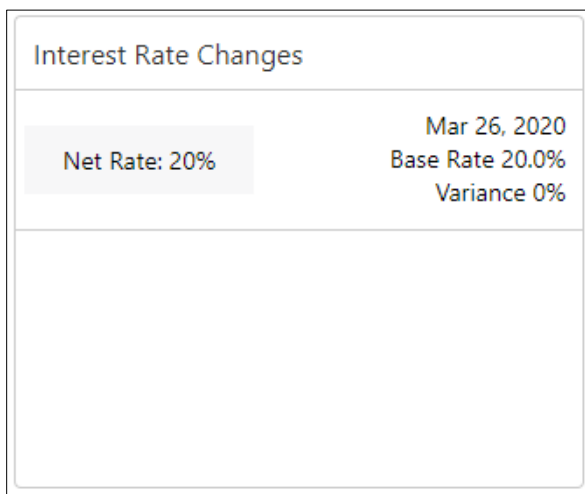 Interest Rate Changes
Net Rate: 20%
Mar 26, 2020
Base Rate 20.0%
Variance 0%